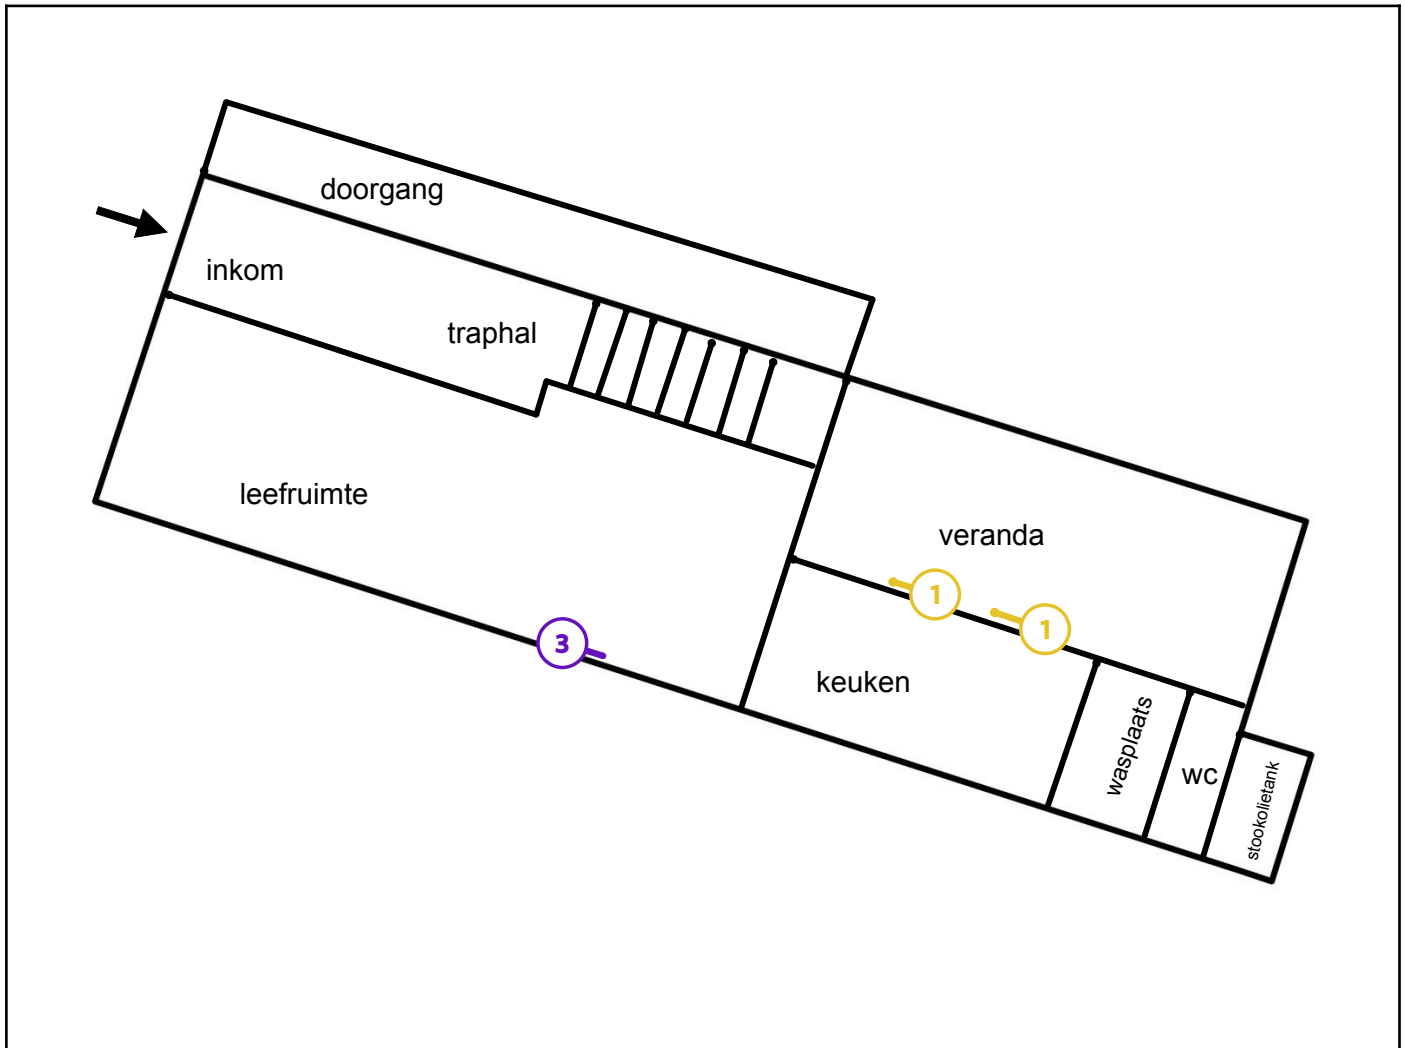 doorgang
inkom
traphal
leefruimte
veranda
1
1
3
keuken
wasplaats
wc
stookolietank